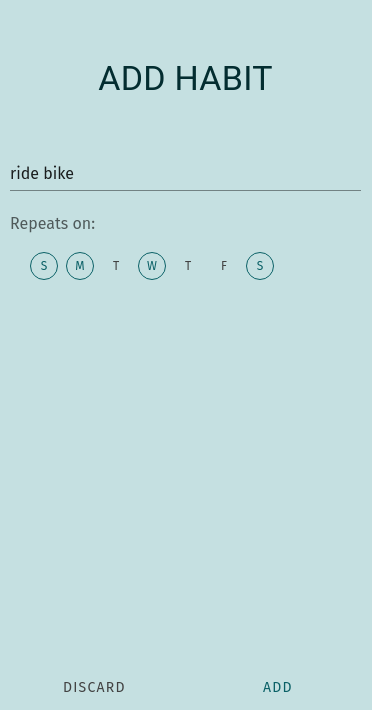 ADD HABIT
ride bike
Repeats on:
S M T W T F S
DISCARD ADD